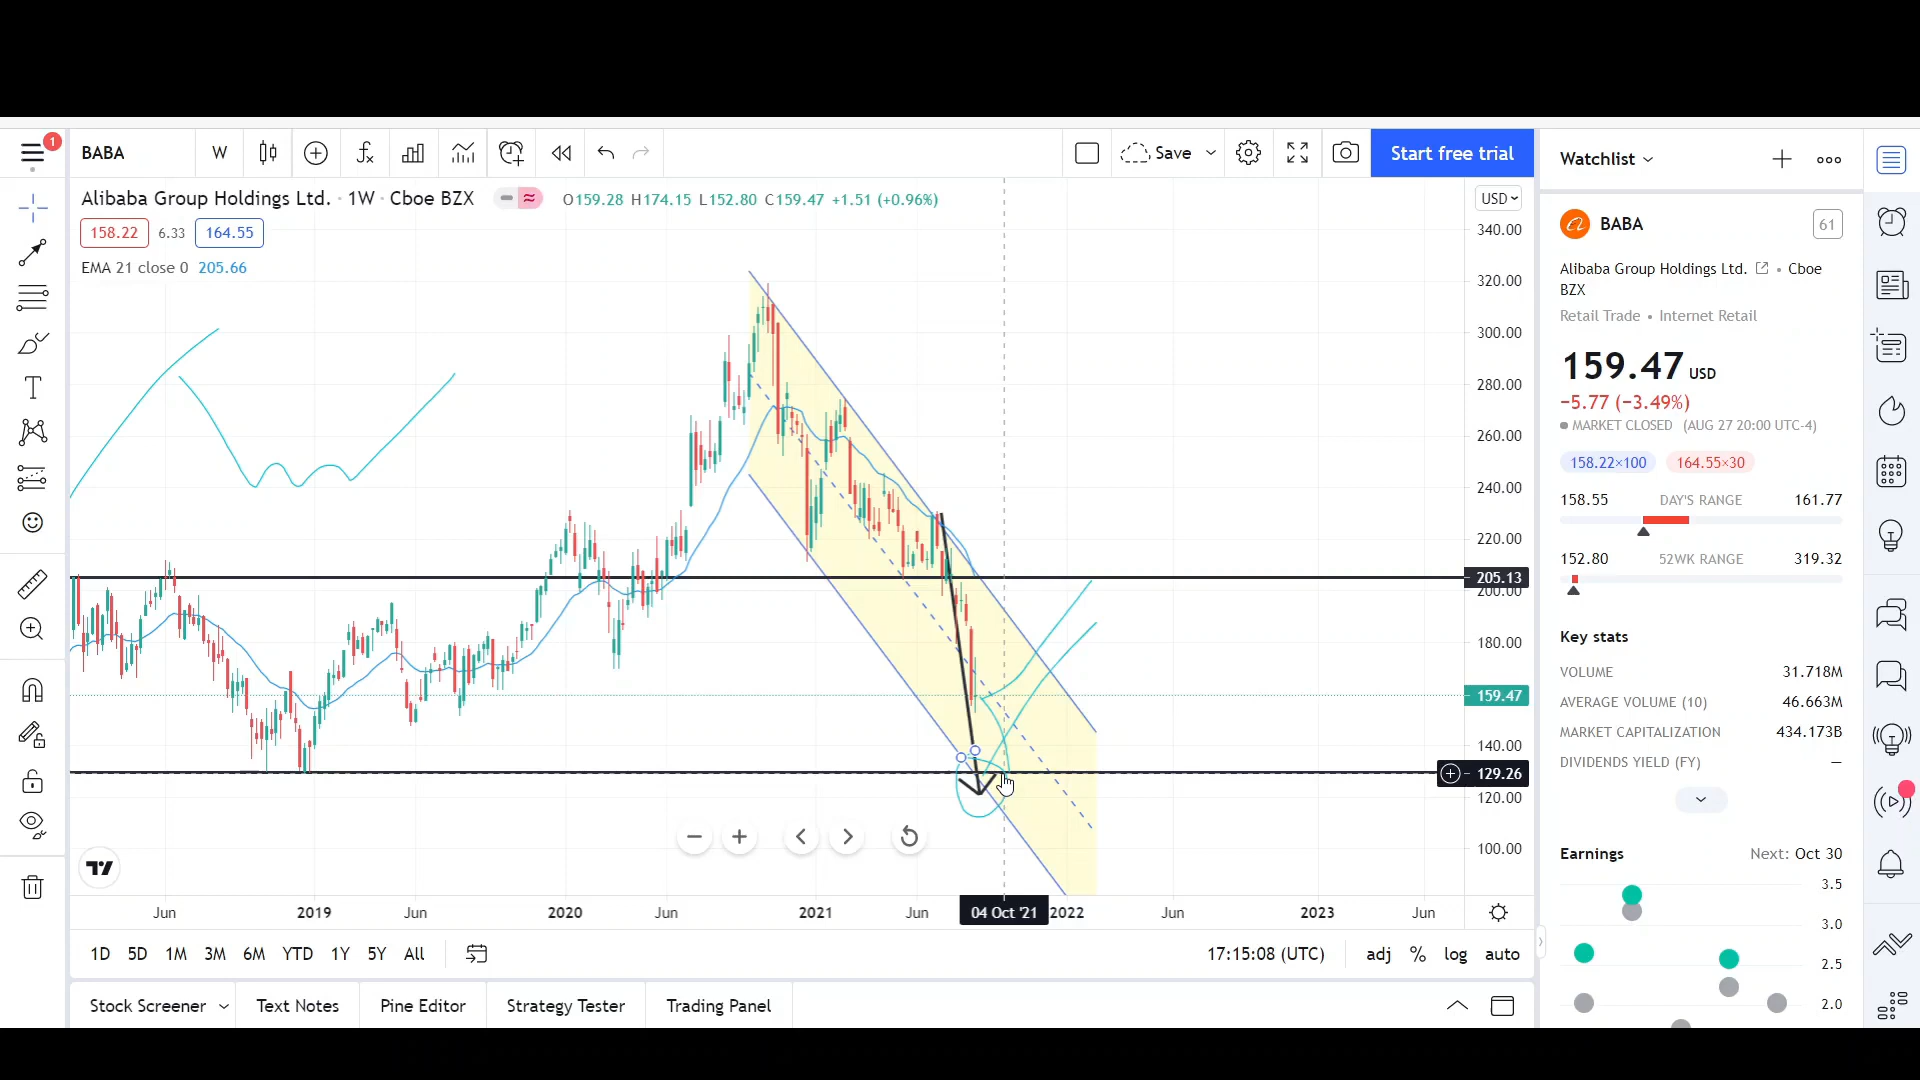 1
BABA
W
Save
Start free trial
Watchlist
Alibaba Group Holdings Ltd. · 1W · Cboe BZX
O159.28 H174.15 L152.80 C159.47 +1.51 (+0.96%)
USD
158.22 6.33 164.55
EMA 21 close 0 205.66
340.00
320.00
300.00
280.00
260.00
240.00
220.00
205.13
200.00
180.00
159.47
140.00
129.26
120.00
100.00
Jun 2019 Jun 2020 Jun 2021 Jun 04 Oct '21 2022 Jun 2023 Jun
1D 5D 1M 3M 6M YTD 1Y 5Y All
17:15:08 (UTC) adj % log auto
Stock Screener Text Notes Pine Editor Strategy Tester Trading Panel
BABA 61
Alibaba Group Holdings Ltd. • Cboe
BZX
Retail Trade • Internet Retail
159.47 USD
−5.77 (−3.49%)
MARKET CLOSED (AUG 27 20:00 UTC-4)
158.22×100 164.55×30
158.55 DAY'S RANGE 161.77
152.80 52WK RANGE 319.32
Key stats
VOLUME 31.718M
AVERAGE VOLUME (10) 46.663M
MARKET CAPITALIZATION 434.173B
DIVIDENDS YIELD (FY) —
Earnings Next: Oct 30
3.5
3.0
2.5
2.0